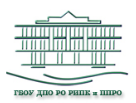 ГБОУ ДПО РО РИПК и ППРО